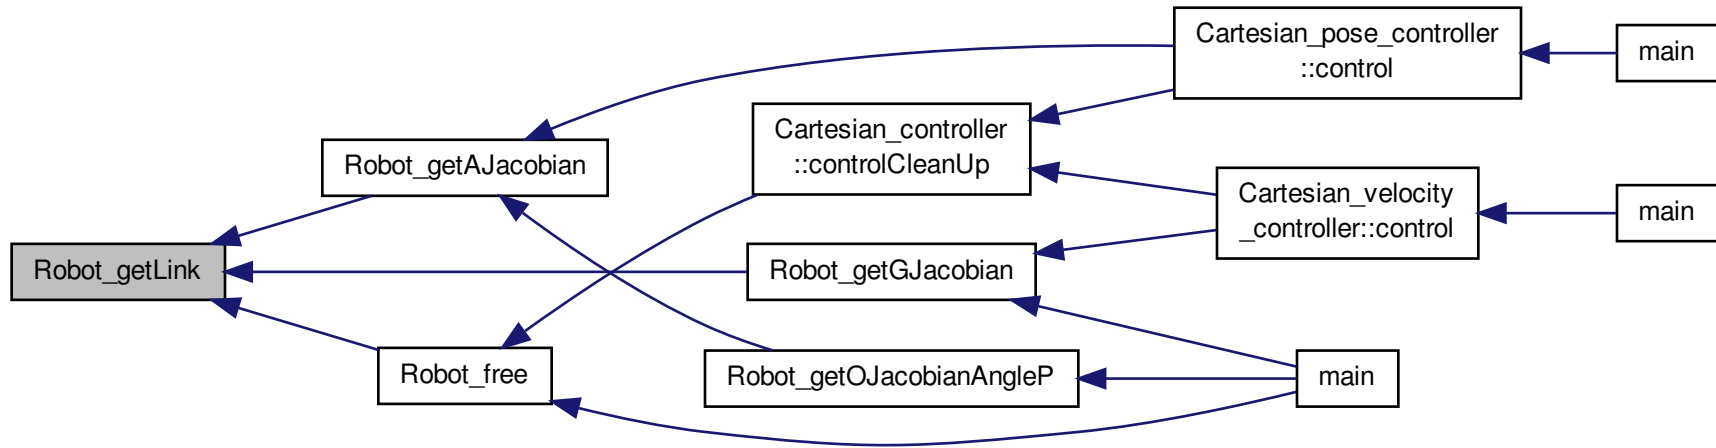 Robot_getLink
Robot_getAJacobian
Robot_free
Cartesian_controller
::controlCleanUp
Robot_getGJacobian
Robot_getOJacobianAngleP
Cartesian_pose_controller
::control
Cartesian_velocity
_controller::control
main
main
main